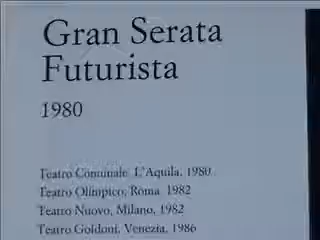 Gran Serata
Futurista
1980
Teatro Comunale L'Aquila, 1980
Teatro Olimpico, Roma 1982
Teatro Nuovo, Milano, 1982
Teatro Goldoni, Venezia, 1986